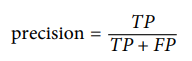 precision = TP / TP + FP